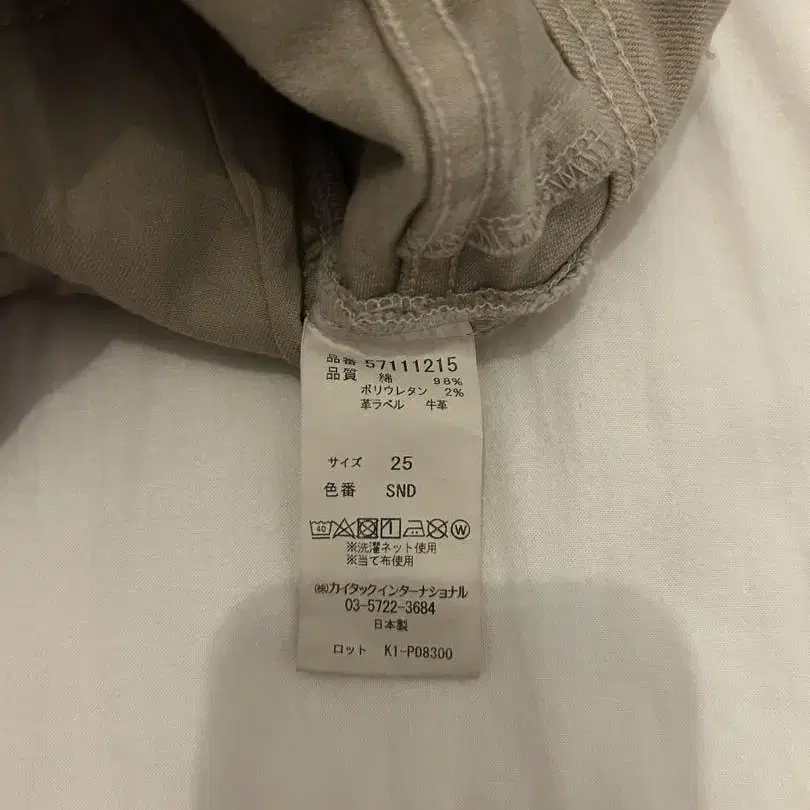 品番 57111215
品質 綿 98%
ポリウレタン 2%
革ラベル 牛革
サイズ 25
色番 SND
40 W
※洗濯ネット使用
※当て布使用
㈱カイタックインターナショナル
03-5722-3684
日本製
ロット K1-P08300